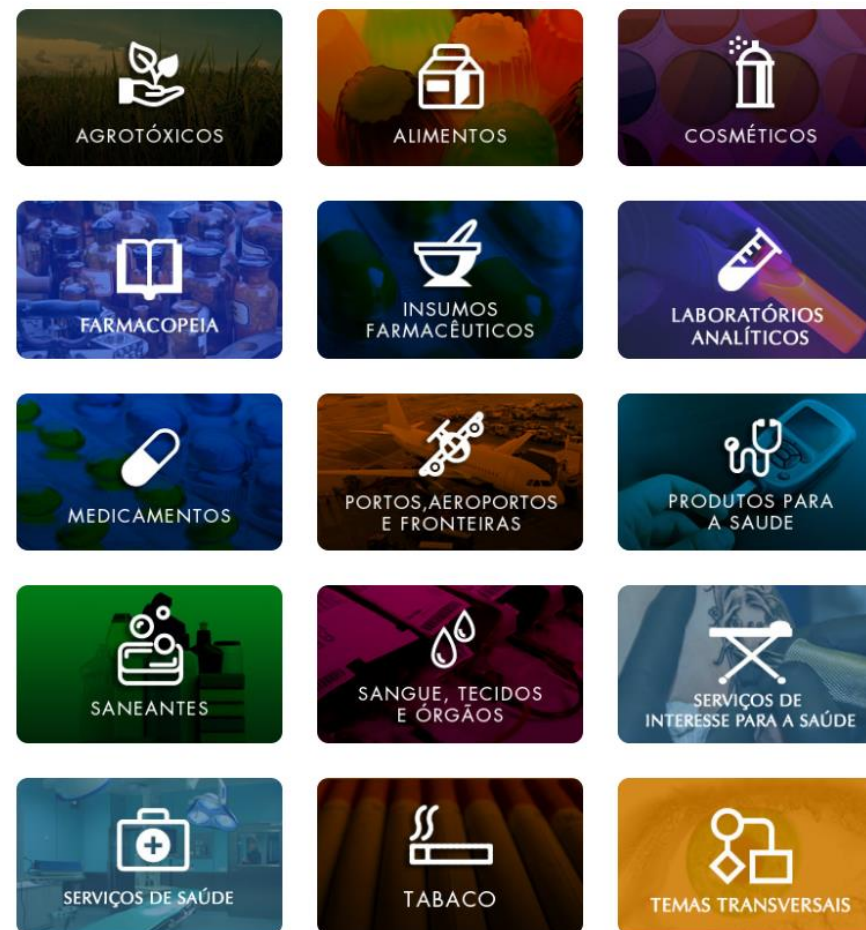 AGROTÓXICOS
ALIMENTOS
COSMÉTICOS
FARMACOPEIA
INSUMOS
FARMACÊUTICOS
LABORATÓRIOS
ANALÍTICOS
MEDICAMENTOS
PORTOS,AEROPORTOS
E FRONTEIRAS
PRODUTOS PARA
A SAUDE
SANEANTES
SANGUE, TECIDOS
E ÓRGÃOS
SERVIÇOS DE
INTERESSE PARA A SAÚDE
SERVIÇOS DE SAÚDE
TABACO
TEMAS TRANSVERSAIS